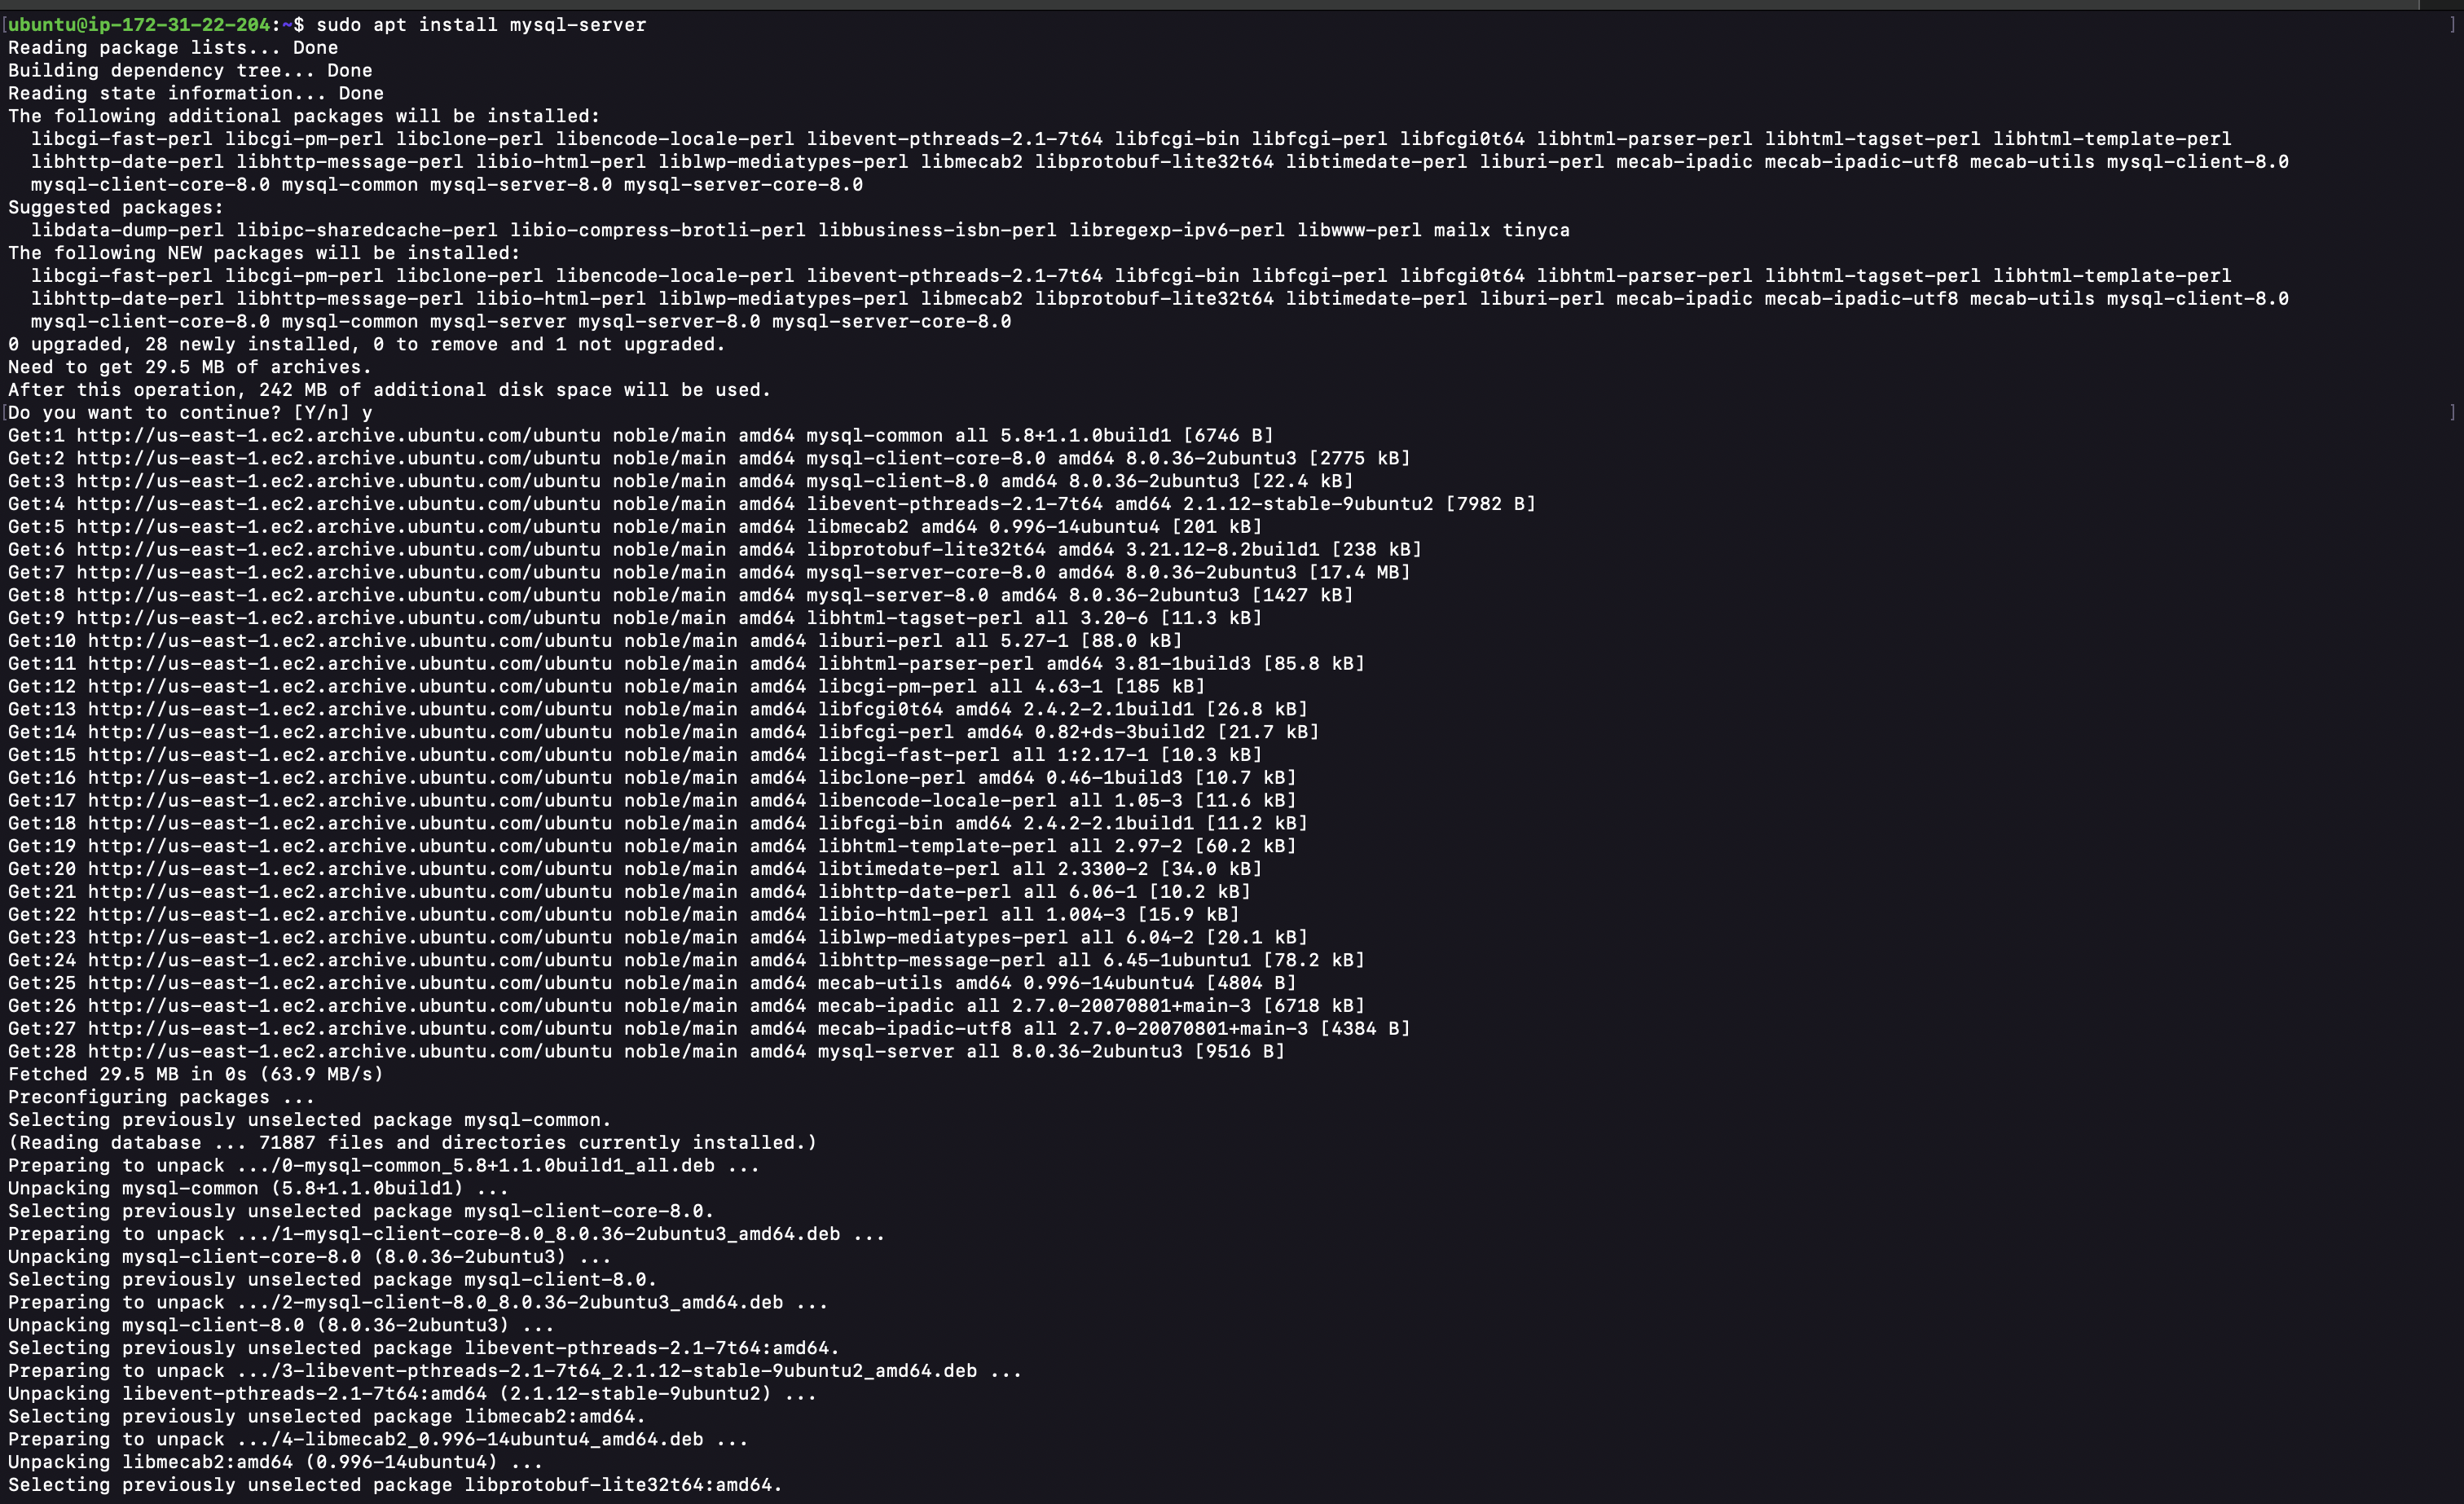 [ubuntu@ip-172-31-22-204:~$ sudo apt install mysql-server ]
Reading package lists... Done
Building dependency tree... Done
Reading state information... Done
The following additional packages will be installed:
  libcgi-fast-perl libcgi-pm-perl libclone-perl libencode-locale-perl libevent-pthreads-2.1-7t64 libfcgi-bin libfcgi-perl libfcgi0t64 libhtml-parser-perl libhtml-tagset-perl libhtml-template-perl
  libhttp-date-perl libhttp-message-perl libio-html-perl liblwp-mediatypes-perl libmecab2 libprotobuf-lite32t64 libtimedate-perl liburi-perl mecab-ipadic mecab-ipadic-utf8 mecab-utils mysql-client-8.0
  mysql-client-core-8.0 mysql-common mysql-server-8.0 mysql-server-core-8.0
Suggested packages:
  libdata-dump-perl libipc-sharedcache-perl libio-compress-brotli-perl libbusiness-isbn-perl libregexp-ipv6-perl libwww-perl mailx tinyca
The following NEW packages will be installed:
  libcgi-fast-perl libcgi-pm-perl libclone-perl libencode-locale-perl libevent-pthreads-2.1-7t64 libfcgi-bin libfcgi-perl libfcgi0t64 libhtml-parser-perl libhtml-tagset-perl libhtml-template-perl
  libhttp-date-perl libhttp-message-perl libio-html-perl liblwp-mediatypes-perl libmecab2 libprotobuf-lite32t64 libtimedate-perl liburi-perl mecab-ipadic mecab-ipadic-utf8 mecab-utils mysql-client-8.0
  mysql-client-core-8.0 mysql-common mysql-server mysql-server-8.0 mysql-server-core-8.0
0 upgraded, 28 newly installed, 0 to remove and 1 not upgraded.
Need to get 29.5 MB of archives.
After this operation, 242 MB of additional disk space will be used.
[Do you want to continue? [Y/n] y ]
Get:1 http://us-east-1.ec2.archive.ubuntu.com/ubuntu noble/main amd64 mysql-common all 5.8+1.1.0build1 [6746 B]
Get:2 http://us-east-1.ec2.archive.ubuntu.com/ubuntu noble/main amd64 mysql-client-core-8.0 amd64 8.0.36-2ubuntu3 [2775 kB]
Get:3 http://us-east-1.ec2.archive.ubuntu.com/ubuntu noble/main amd64 mysql-client-8.0 amd64 8.0.36-2ubuntu3 [22.4 kB]
Get:4 http://us-east-1.ec2.archive.ubuntu.com/ubuntu noble/main amd64 libevent-pthreads-2.1-7t64 amd64 2.1.12-stable-9ubuntu2 [7982 B]
Get:5 http://us-east-1.ec2.archive.ubuntu.com/ubuntu noble/main amd64 libmecab2 amd64 0.996-14ubuntu4 [201 kB]
Get:6 http://us-east-1.ec2.archive.ubuntu.com/ubuntu noble/main amd64 libprotobuf-lite32t64 amd64 3.21.12-8.2build1 [238 kB]
Get:7 http://us-east-1.ec2.archive.ubuntu.com/ubuntu noble/main amd64 mysql-server-core-8.0 amd64 8.0.36-2ubuntu3 [17.4 MB]
Get:8 http://us-east-1.ec2.archive.ubuntu.com/ubuntu noble/main amd64 mysql-server-8.0 amd64 8.0.36-2ubuntu3 [1427 kB]
Get:9 http://us-east-1.ec2.archive.ubuntu.com/ubuntu noble/main amd64 libhtml-tagset-perl all 3.20-6 [11.3 kB]
Get:10 http://us-east-1.ec2.archive.ubuntu.com/ubuntu noble/main amd64 liburi-perl all 5.27-1 [88.0 kB]
Get:11 http://us-east-1.ec2.archive.ubuntu.com/ubuntu noble/main amd64 libhtml-parser-perl amd64 3.81-1build3 [85.8 kB]
Get:12 http://us-east-1.ec2.archive.ubuntu.com/ubuntu noble/main amd64 libcgi-pm-perl all 4.63-1 [185 kB]
Get:13 http://us-east-1.ec2.archive.ubuntu.com/ubuntu noble/main amd64 libfcgi0t64 amd64 2.4.2-2.1build1 [26.8 kB]
Get:14 http://us-east-1.ec2.archive.ubuntu.com/ubuntu noble/main amd64 libfcgi-perl amd64 0.82+ds-3build2 [21.7 kB]
Get:15 http://us-east-1.ec2.archive.ubuntu.com/ubuntu noble/main amd64 libcgi-fast-perl all 1:2.17-1 [10.3 kB]
Get:16 http://us-east-1.ec2.archive.ubuntu.com/ubuntu noble/main amd64 libclone-perl amd64 0.46-1build3 [10.7 kB]
Get:17 http://us-east-1.ec2.archive.ubuntu.com/ubuntu noble/main amd64 libencode-locale-perl all 1.05-3 [11.6 kB]
Get:18 http://us-east-1.ec2.archive.ubuntu.com/ubuntu noble/main amd64 libfcgi-bin amd64 2.4.2-2.1build1 [11.2 kB]
Get:19 http://us-east-1.ec2.archive.ubuntu.com/ubuntu noble/main amd64 libhtml-template-perl all 2.97-2 [60.2 kB]
Get:20 http://us-east-1.ec2.archive.ubuntu.com/ubuntu noble/main amd64 libtimedate-perl all 2.3300-2 [34.0 kB]
Get:21 http://us-east-1.ec2.archive.ubuntu.com/ubuntu noble/main amd64 libhttp-date-perl all 6.06-1 [10.2 kB]
Get:22 http://us-east-1.ec2.archive.ubuntu.com/ubuntu noble/main amd64 libio-html-perl all 1.004-3 [15.9 kB]
Get:23 http://us-east-1.ec2.archive.ubuntu.com/ubuntu noble/main amd64 liblwp-mediatypes-perl all 6.04-2 [20.1 kB]
Get:24 http://us-east-1.ec2.archive.ubuntu.com/ubuntu noble/main amd64 libhttp-message-perl all 6.45-1ubuntu1 [78.2 kB]
Get:25 http://us-east-1.ec2.archive.ubuntu.com/ubuntu noble/main amd64 mecab-utils amd64 0.996-14ubuntu4 [4804 B]
Get:26 http://us-east-1.ec2.archive.ubuntu.com/ubuntu noble/main amd64 mecab-ipadic all 2.7.0-20070801+main-3 [6718 kB]
Get:27 http://us-east-1.ec2.archive.ubuntu.com/ubuntu noble/main amd64 mecab-ipadic-utf8 all 2.7.0-20070801+main-3 [4384 B]
Get:28 http://us-east-1.ec2.archive.ubuntu.com/ubuntu noble/main amd64 mysql-server all 8.0.36-2ubuntu3 [9516 B]
Fetched 29.5 MB in 0s (63.9 MB/s)
Preconfiguring packages ...
Selecting previously unselected package mysql-common.
(Reading database ... 71887 files and directories currently installed.)
Preparing to unpack .../0-mysql-common_5.8+1.1.0build1_all.deb ...
Unpacking mysql-common (5.8+1.1.0build1) ...
Selecting previously unselected package mysql-client-core-8.0.
Preparing to unpack .../1-mysql-client-core-8.0_8.0.36-2ubuntu3_amd64.deb ...
Unpacking mysql-client-core-8.0 (8.0.36-2ubuntu3) ...
Selecting previously unselected package mysql-client-8.0.
Preparing to unpack .../2-mysql-client-8.0_8.0.36-2ubuntu3_amd64.deb ...
Unpacking mysql-client-8.0 (8.0.36-2ubuntu3) ...
Selecting previously unselected package libevent-pthreads-2.1-7t64:amd64.
Preparing to unpack .../3-libevent-pthreads-2.1-7t64_2.1.12-stable-9ubuntu2_amd64.deb ...
Unpacking libevent-pthreads-2.1-7t64:amd64 (2.1.12-stable-9ubuntu2) ...
Selecting previously unselected package libmecab2:amd64.
Preparing to unpack .../4-libmecab2_0.996-14ubuntu4_amd64.deb ...
Unpacking libmecab2:amd64 (0.996-14ubuntu4) ...
Selecting previously unselected package libprotobuf-lite32t64:amd64.